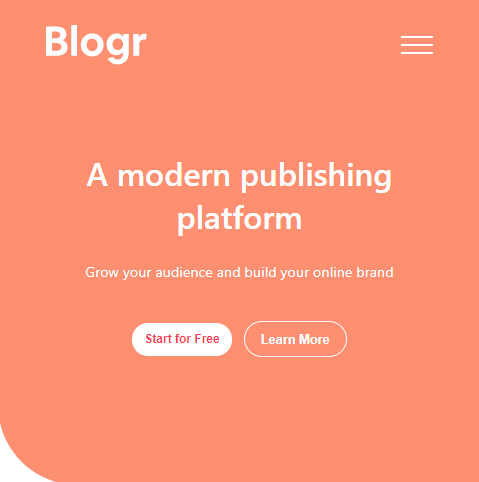 Blogr
A modern publishing
platform
Grow your audience and build your online brand
Start for Free
Learn More